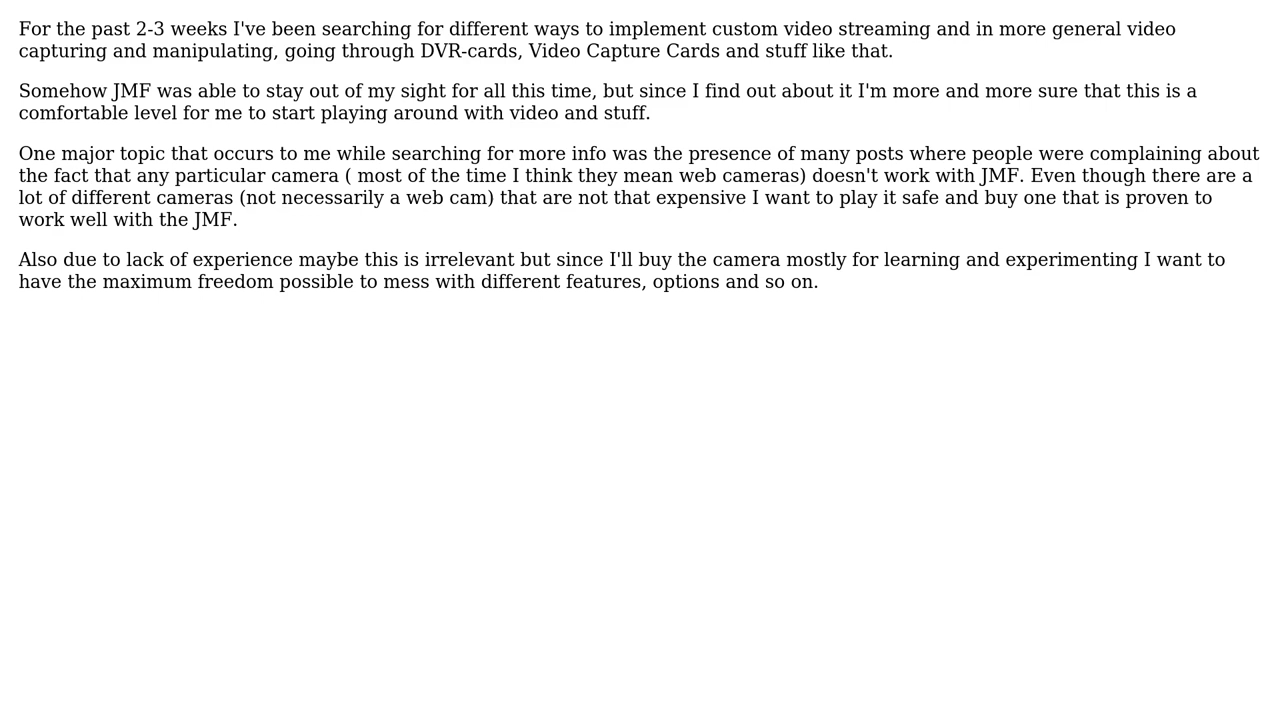 For the past 2-3 weeks I've been searching for different ways to implement custom video streaming and in more general video
capturing and manipulating, going through DVR-cards, Video Capture Cards and stuff like that.
Somehow JMF was able to stay out of my sight for all this time, but since I find out about it I'm more and more sure that this is a
comfortable level for me to start playing around with video and stuff.
One major topic that occurs to me while searching for more info was the presence of many posts where people were complaining about
the fact that any particular camera ( most of the time I think they mean web cameras) doesn't work with JMF. Even though there are a
lot of different cameras (not necessarily a web cam) that are not that expensive I want to play it safe and buy one that is proven to
work well with the JMF.
Also due to lack of experience maybe this is irrelevant but since I'll buy the camera mostly for learning and experimenting I want to
have the maximum freedom possible to mess with different features, options and so on.